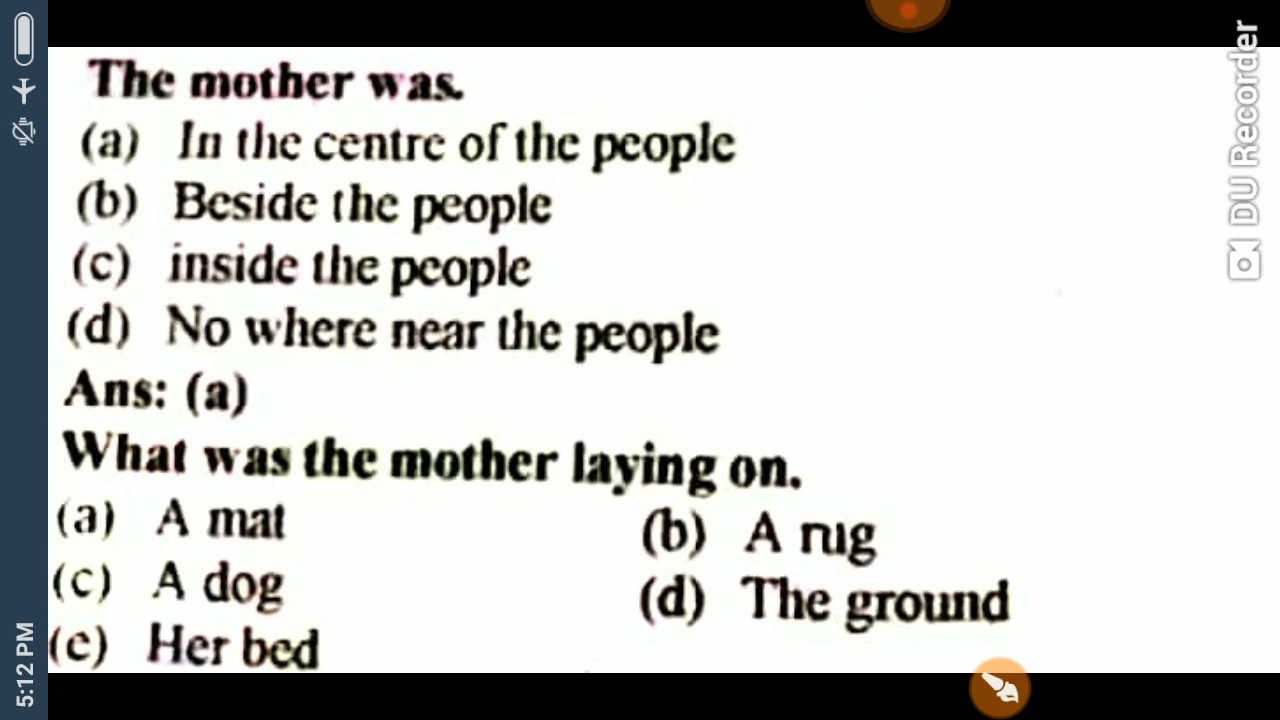 The mother was.
(a) In the centre of the people
(b) Beside the people
(c) inside the people
(d) No where near the people
Ans: (a)
What was the mother laying on.
(a) A mat (b) A rug
(c) A dog (d) The ground
(e) Her bed
5:12 PM
DU Recorder